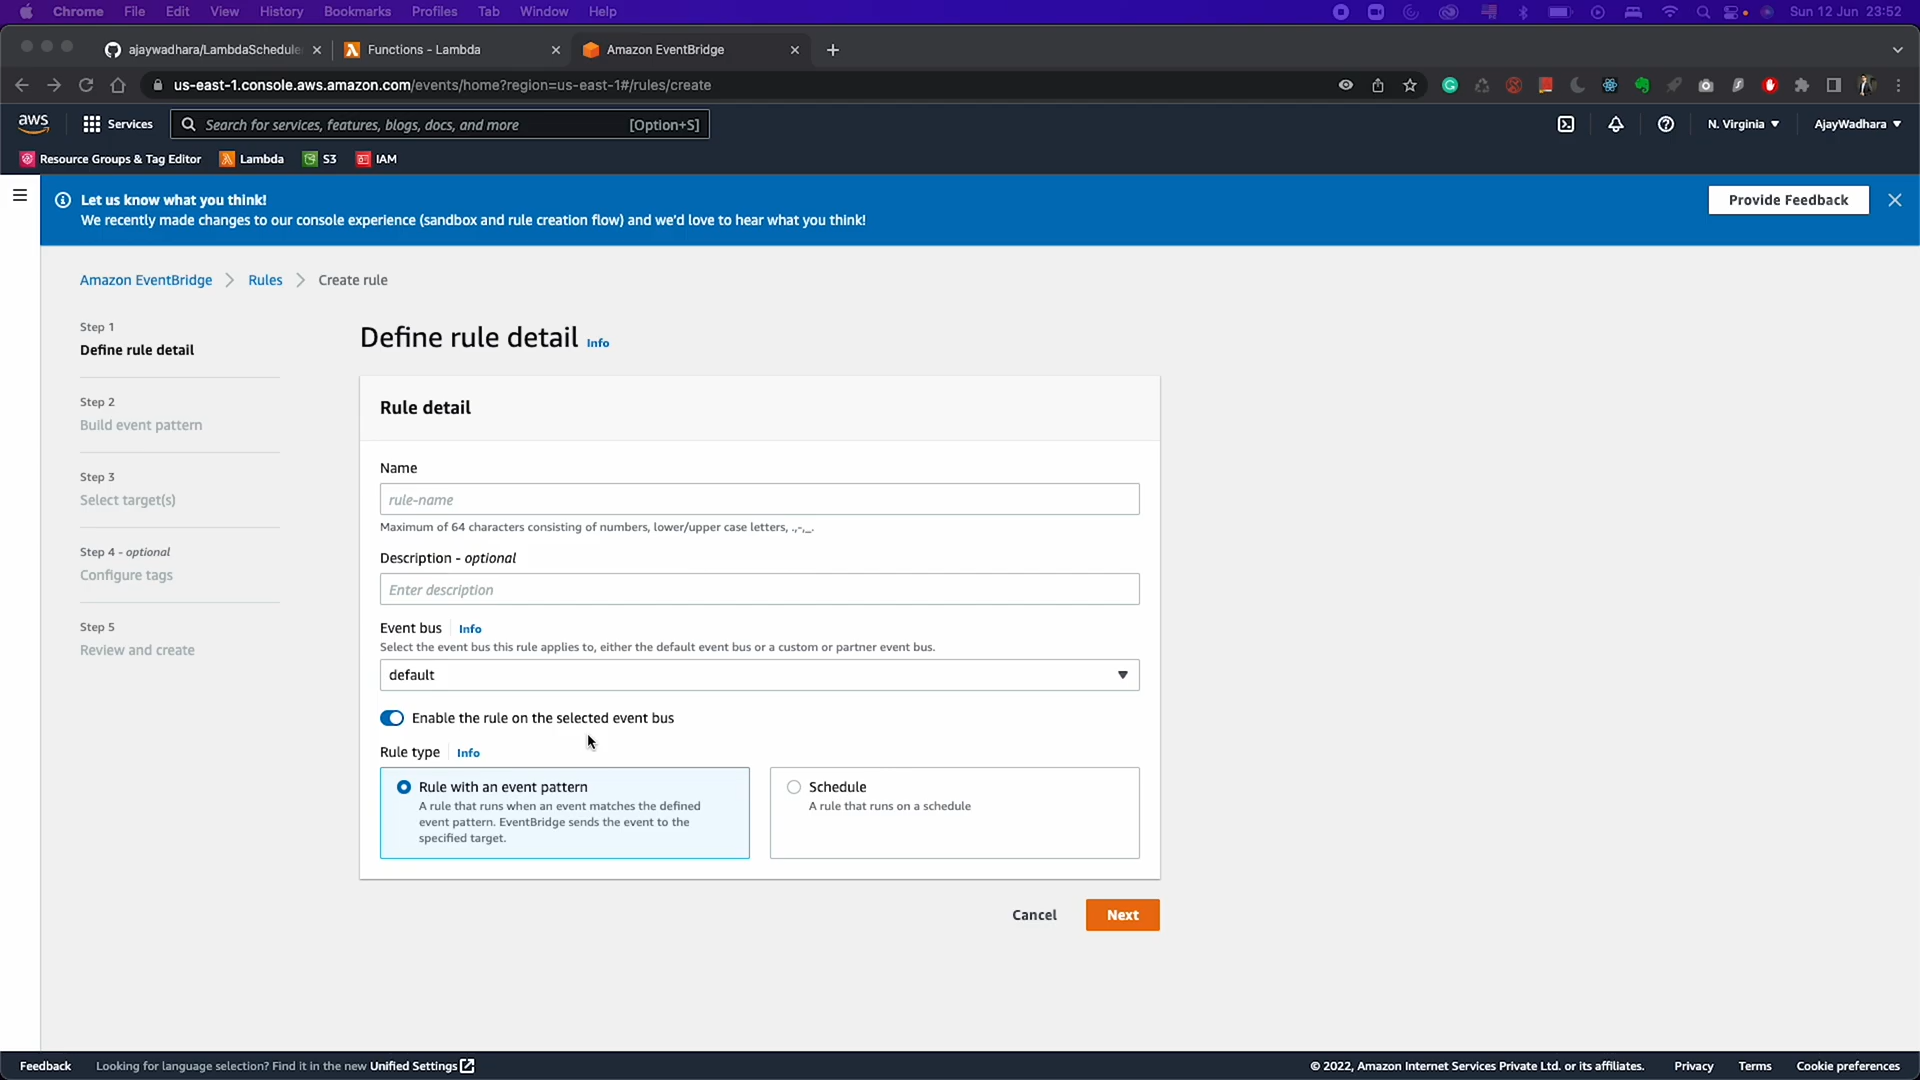 Chrome File Edit View History Bookmarks Profiles Tab Window Help Sun 12 Jun 23:52
ajaywadhara/LambdaSchedule Functions - Lambda Amazon EventBridge
us-east-1.console.aws.amazon.com/events/home?region=us-east-1#/rules/create
aws Services Search for services, features, blogs, docs, and more [Option+S] N. Virginia AjayWadhara
Resource Groups & Tag Editor Lambda S3 IAM
Let us know what you think!
We recently made changes to our console experience (sandbox and rule creation flow) and we'd love to hear what you think!
Provide Feedback
Amazon EventBridge Rules Create rule
Step 1
Define rule detail
Step 2
Build event pattern
Step 3
Select target(s)
Step 4 - optional
Configure tags
Step 5
Review and create
Define rule detail Info
Rule detail
Name
rule-name
Maximum of 64 characters consisting of numbers, lower/upper case letters, .,-,_.
Description - optional
Enter description
Event bus Info
Select the event bus this rule applies to, either the default event bus or a custom or partner event bus.
default
Enable the rule on the selected event bus
Rule type Info
Rule with an event pattern
A rule that runs when an event matches the defined
event pattern. EventBridge sends the event to the
specified target.
Schedule
A rule that runs on a schedule
Cancel Next
Feedback Looking for language selection? Find it in the new Unified Settings © 2022, Amazon Internet Services Private Ltd. or its affiliates. Privacy Terms Cookie preferences